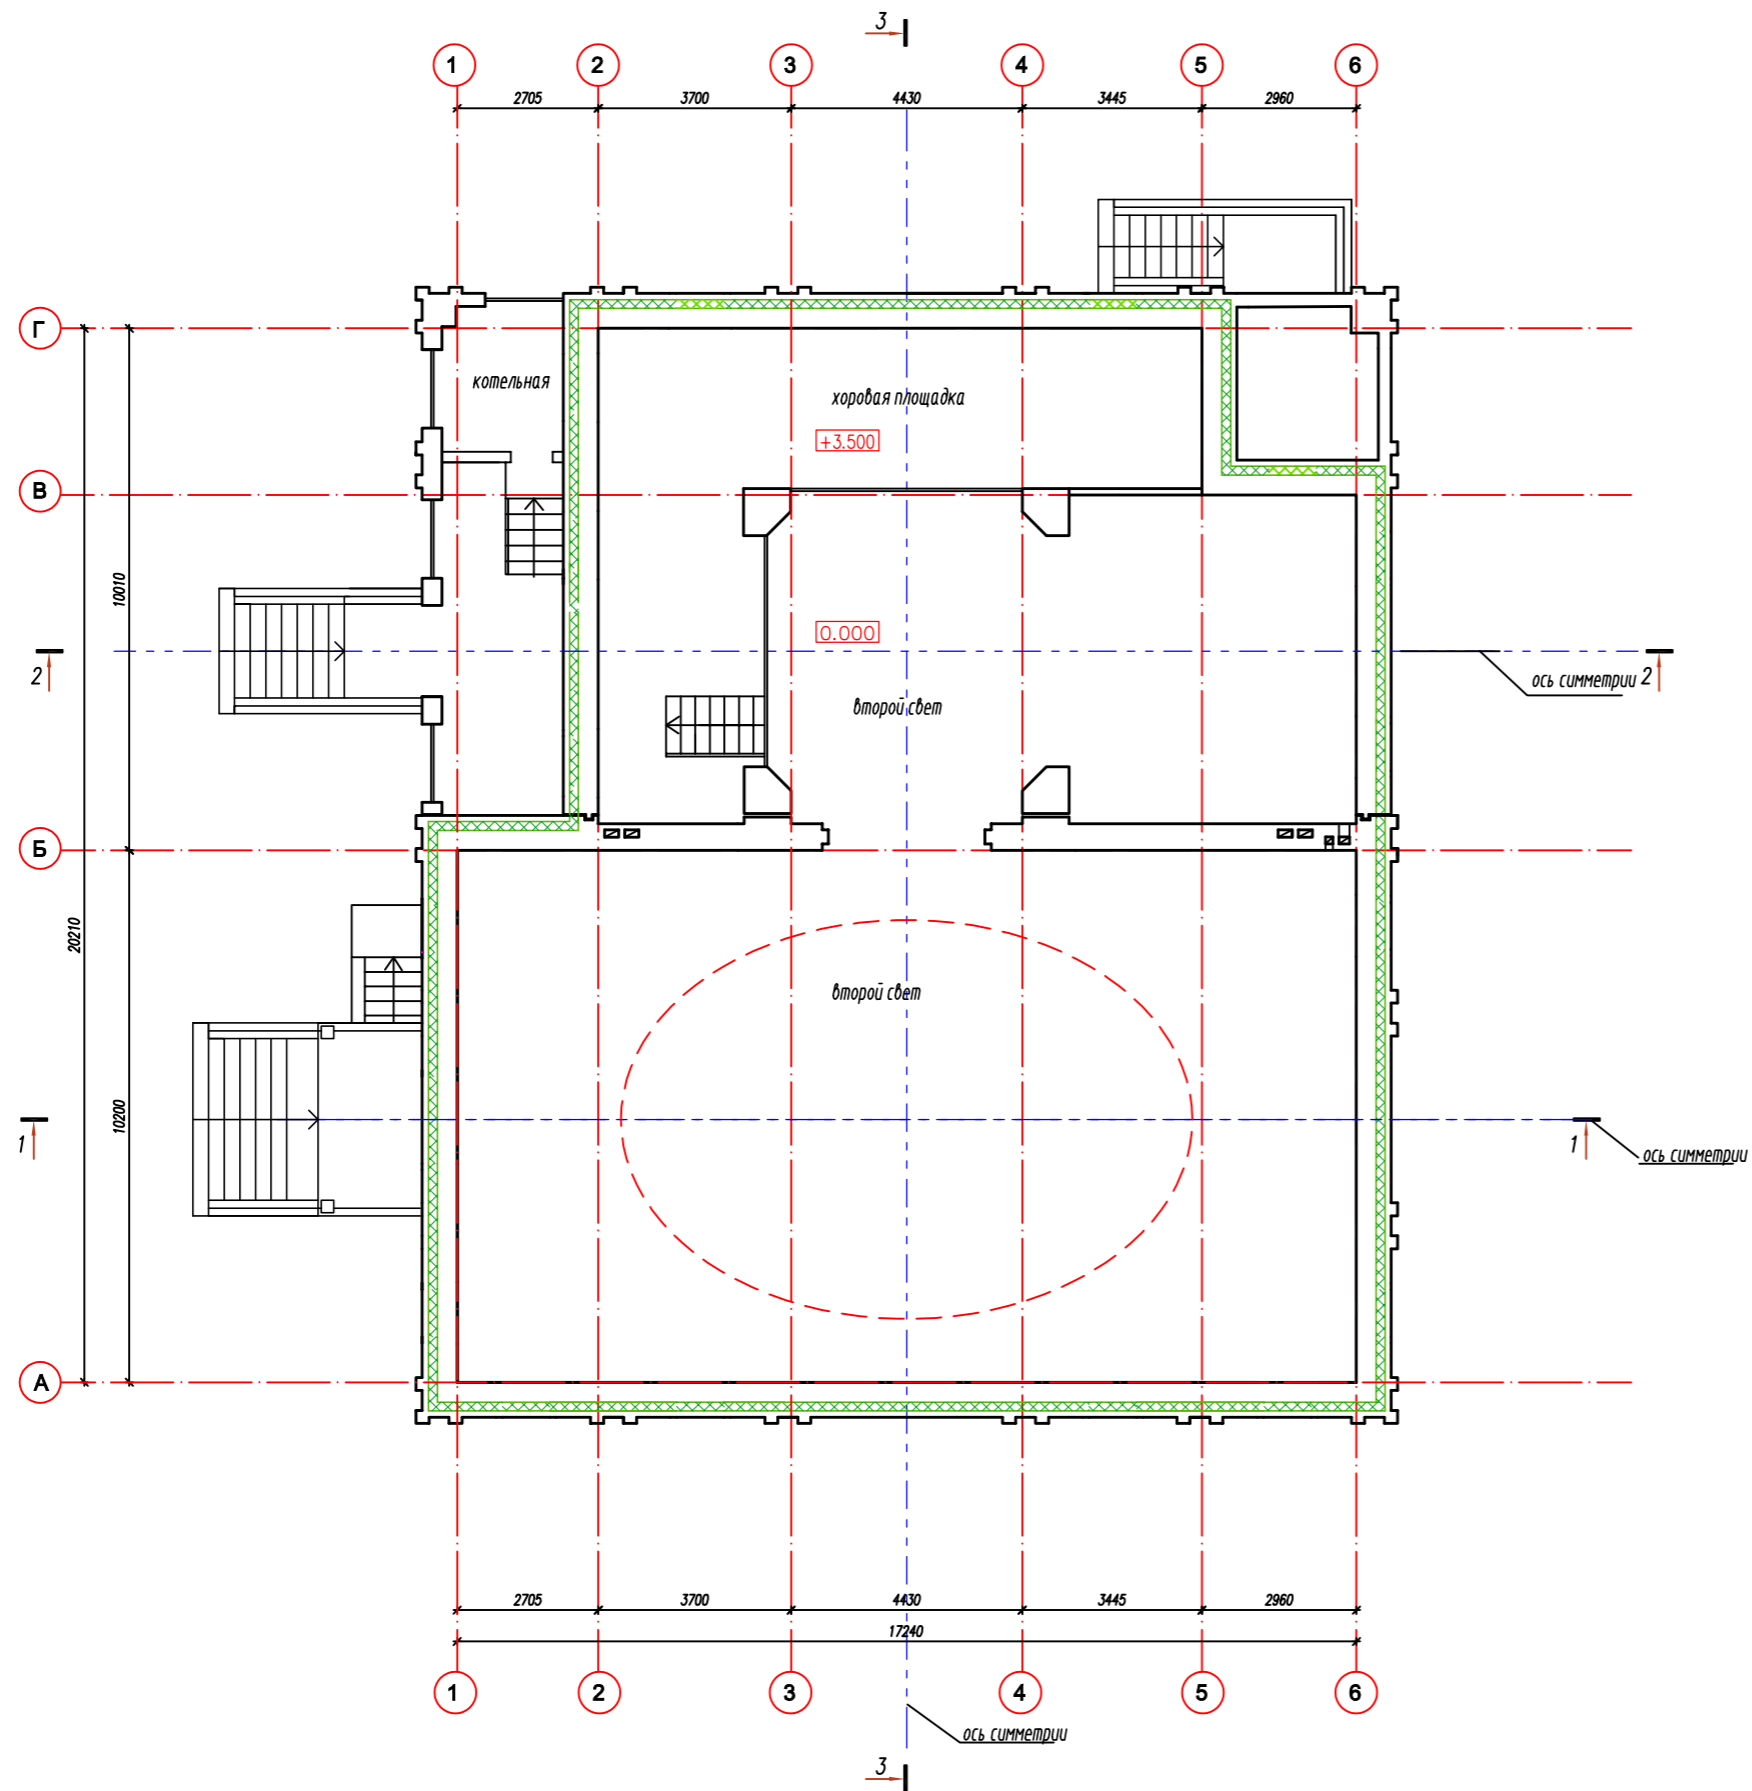 3
1 2 3 4 5 6
2705 3700 4430 3445 2960
Г
котельная
хоровая площадка
+3.500
В
10010
0.000
2
ось симметрии 2
второй свет
Б
20210
второй свет
10200
1
1
ось симметрии
А
2705 3700 4430 3445 2960
17240
1 2 3 4 5 6
ось симметрии
3